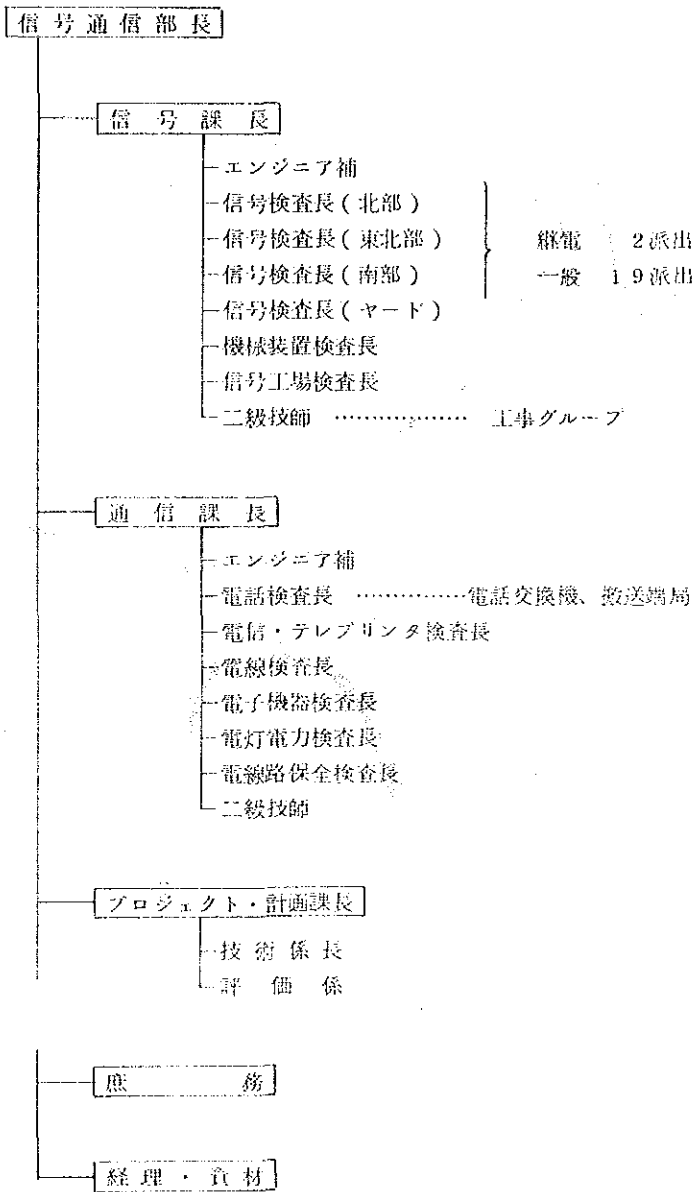 信号通信部長
信号課長
エンジニア補
信号検査長(北部)
信号検査長(東北部) 継電 2派出
信号検査長(南部) 一般 19派出
信号検査長(ヤード)
機械装置検査長
信号工場検査長
二級技師 ……………… 工事グループ
通信課長
エンジニア補
電話検査長 ……………電話交換機、搬送端局
電信・テレプリンタ検査長
電線検査長
電子機器検査長
電灯電力検査長
電線路保全検査長
二級技師
プロジェクト・計画課長
技術係長
評価係
庶務
経理・資材